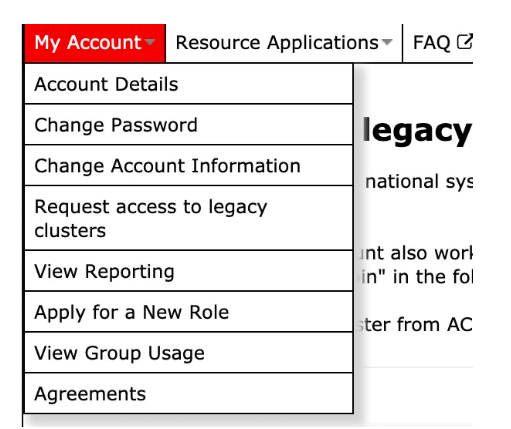 My Account Resource Applications FAQ
Account Details
Change Password
Change Account Information
legacy
national sys
Request access to legacy
clusters
unt also work
in" in the fol
View Reporting
Apply for a New Role
ster from AC
View Group Usage
Agreements